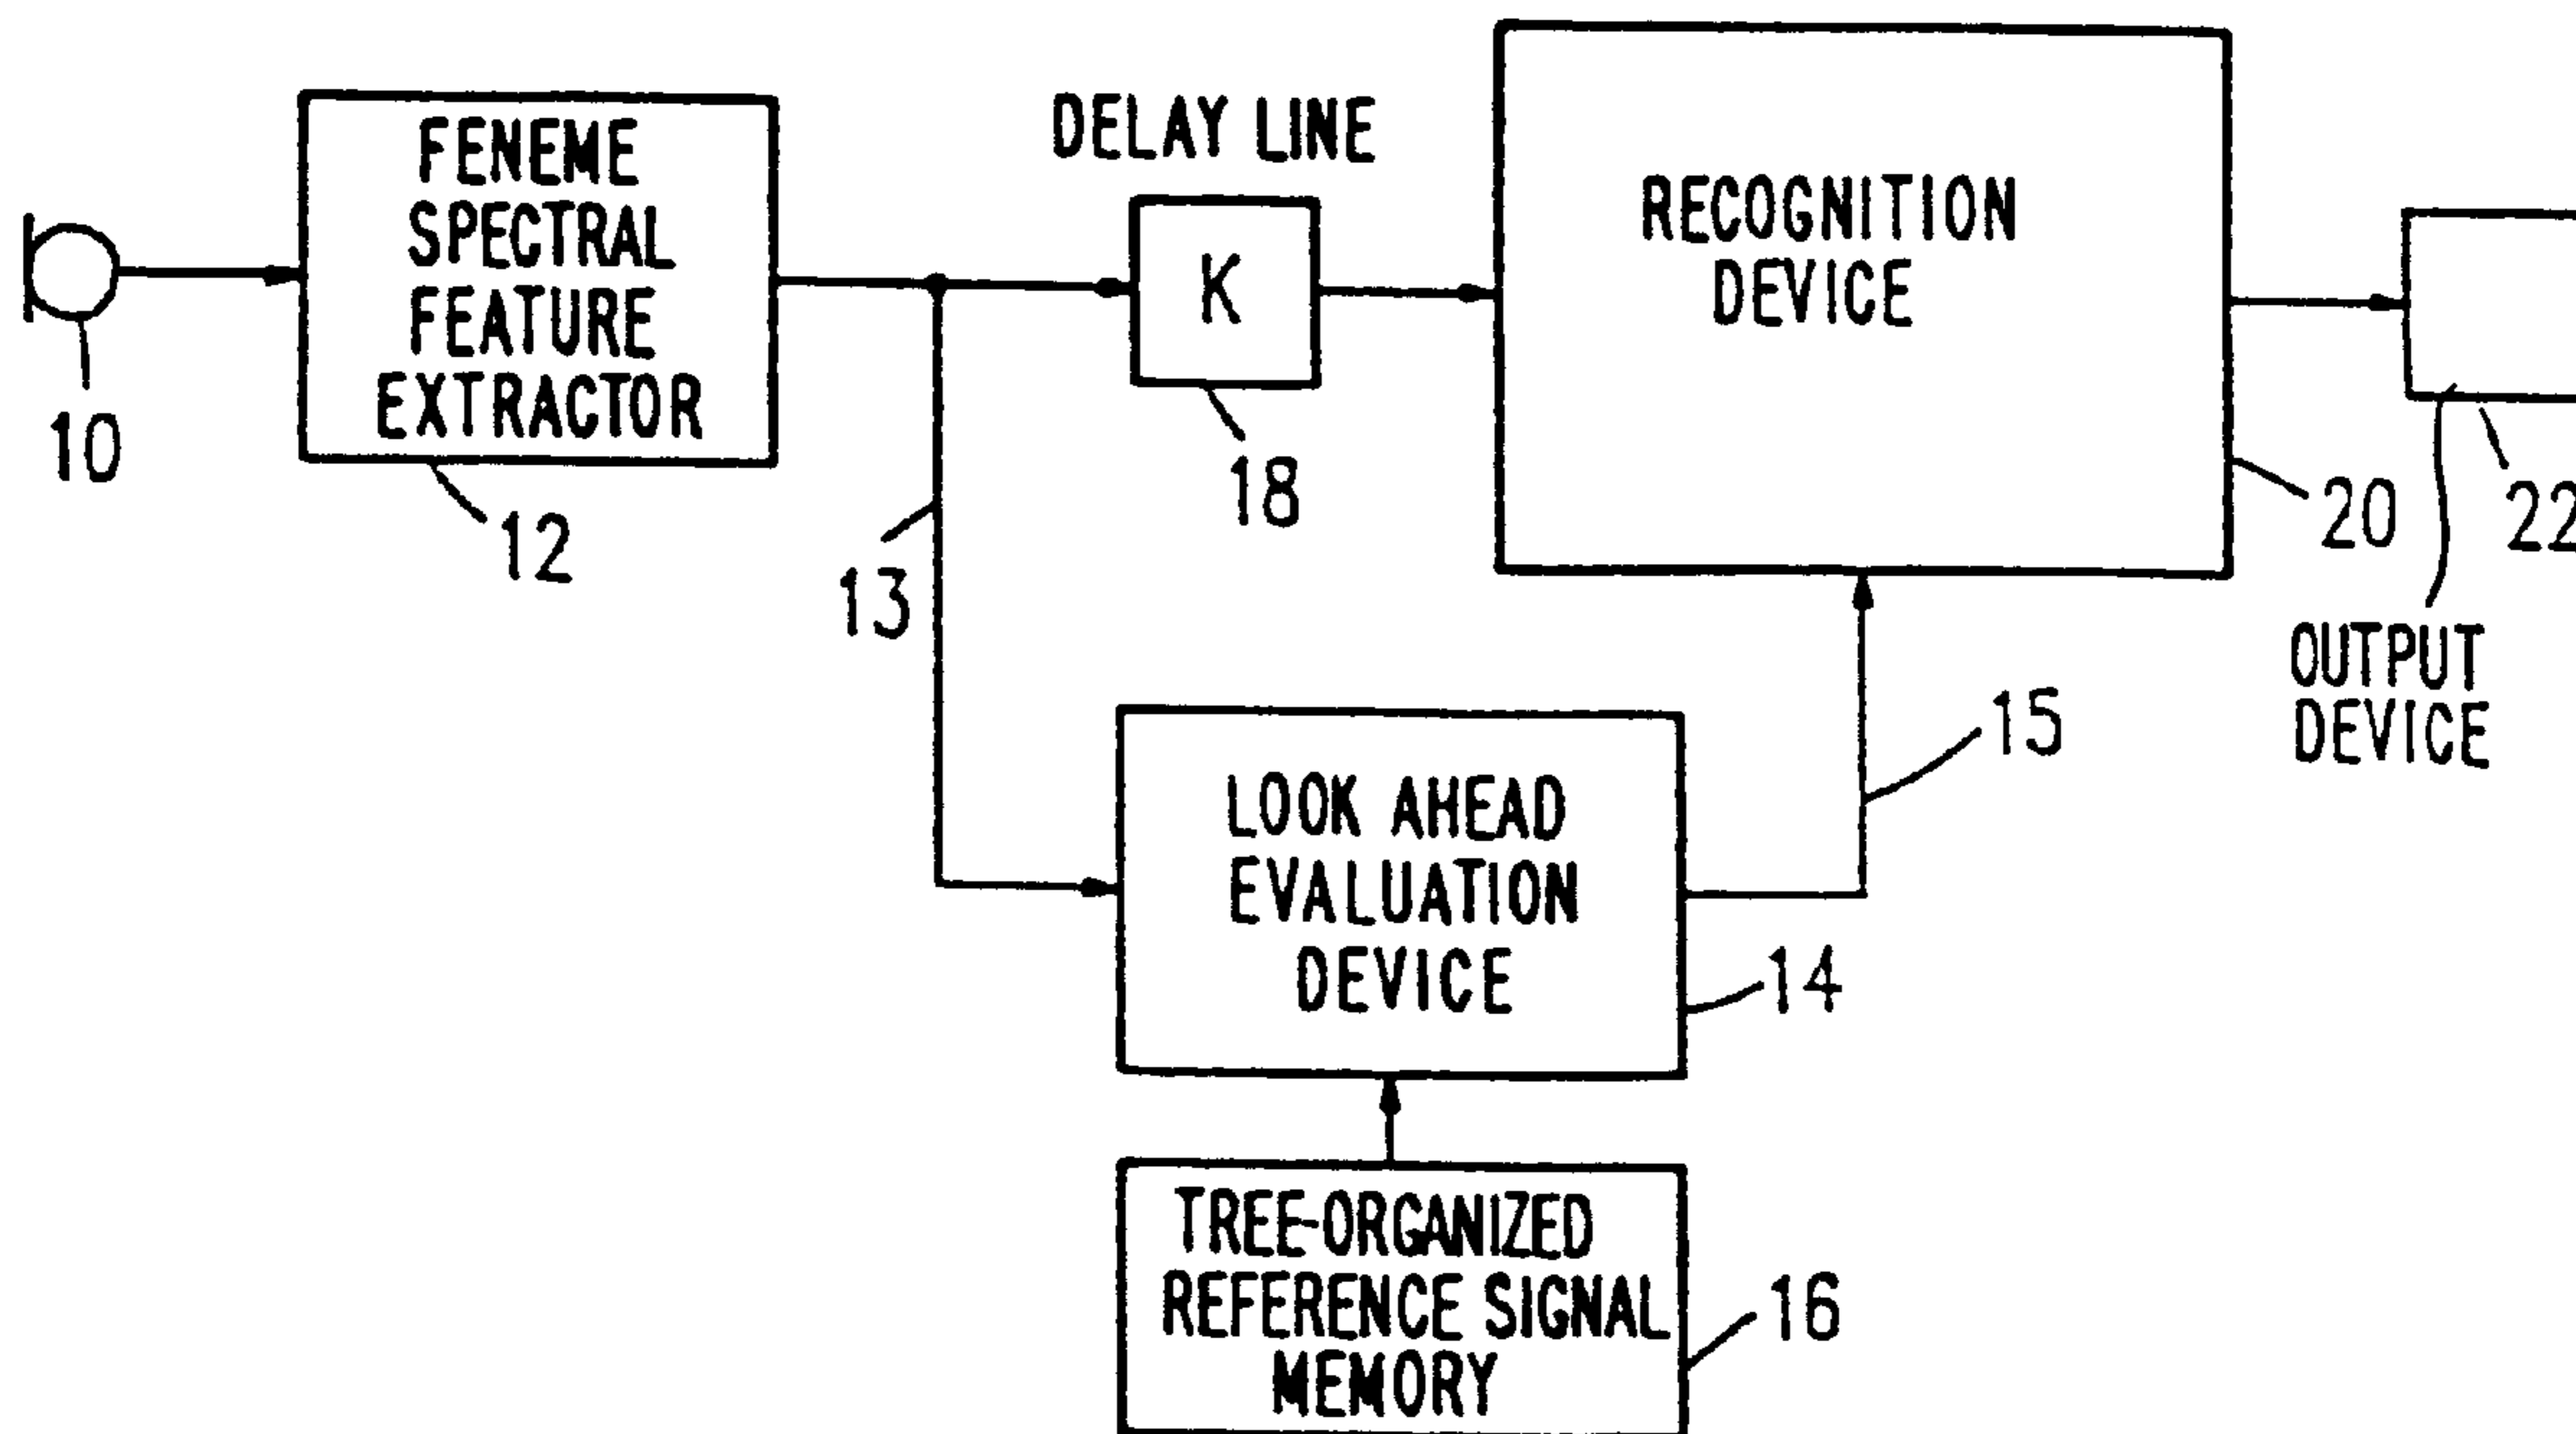 FENEME
SPECTRAL
FEATURE
EXTRACTOR
DELAY LINE
K
RECOGNITION
DEVICE
10
12
13
18
20
22
OUTPUT
DEVICE
15
LOOK AHEAD
EVALUATION
DEVICE
14
TREE-ORGANIZED
REFERENCE SIGNAL
MEMORY
16